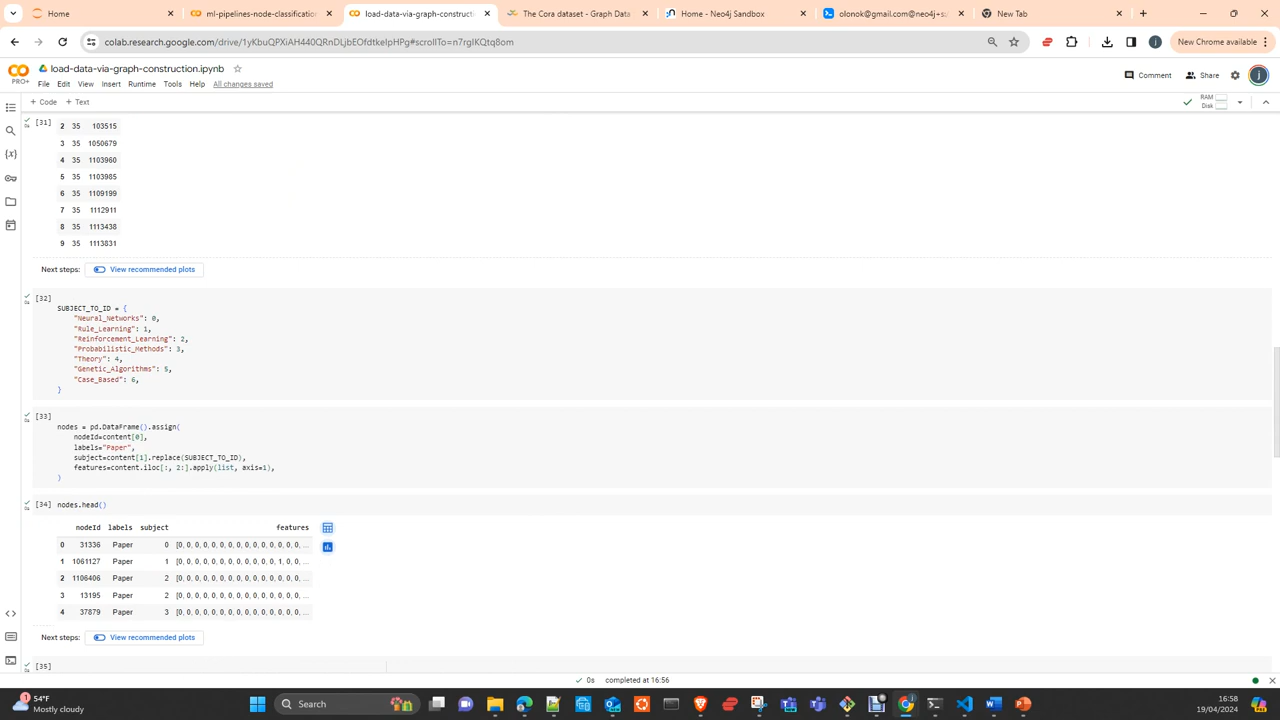 Home
ml-pipelines-node-classification
load-data-via-graph-constructi
The Cora dataset - Graph Data
Home - Neo4j Sandbox
olonok@gmail.com@neo4j+s
New Tab
colab.research.google.com/drive/1yKbuQPXiAH440QRnDLjbEOfdtkeIpHPg#scrollTo=n7rglKQtq8om
New Chrome available
CO
PRO+
load-data-via-graph-construction.ipynb
File Edit View Insert Runtime Tools Help All changes saved
Comment
Share
j
+ Code + Text
RAM
Disk
[31]
2 35 103515
3 35 1050679
4 35 1103960
5 35 1103985
6 35 1109199
7 35 1112911
8 35 1113438
9 35 1113831
Next steps: View recommended plots
[32]
SUBJECT_TO_ID = {
"Neural_Networks": 0,
"Rule_Learning": 1,
"Reinforcement_Learning": 2,
"Probabilistic_Methods": 3,
"Theory": 4,
"Genetic_Algorithms": 5,
"Case_Based": 6,
}
[33]
nodes = pd.DataFrame().assign(
nodeId=content[0],
labels="Paper",
subject=content[1].replace(SUBJECT_TO_ID),
features=content.iloc[:, 2:].apply(list, axis=1),
)
[34] nodes.head()
nodeId labels subject features
0 31336 Paper 0 [0, 0, 0, 0, 0, 0, 0, 0, 0, 0, 0, 0, 0, 0, 0, ...
1 1061127 Paper 1 [0, 0, 0, 0, 0, 0, 0, 0, 0, 0, 0, 0, 1, 0, 0, ...
2 1106406 Paper 2 [0, 0, 0, 0, 0, 0, 0, 0, 0, 0, 0, 0, 0, 0, 0, ...
3 13195 Paper 2 [0, 0, 0, 0, 0, 0, 0, 0, 0, 0, 0, 0, 0, 0, 0, ...
4 37879 Paper 3 [0, 0, 0, 0, 0, 0, 0, 0, 0, 0, 0, 0, 0, 0, 0, ...
Next steps: View recommended plots
[35]
0s completed at 16:56
54°F
Mostly cloudy
Search
16:58
19/04/2024